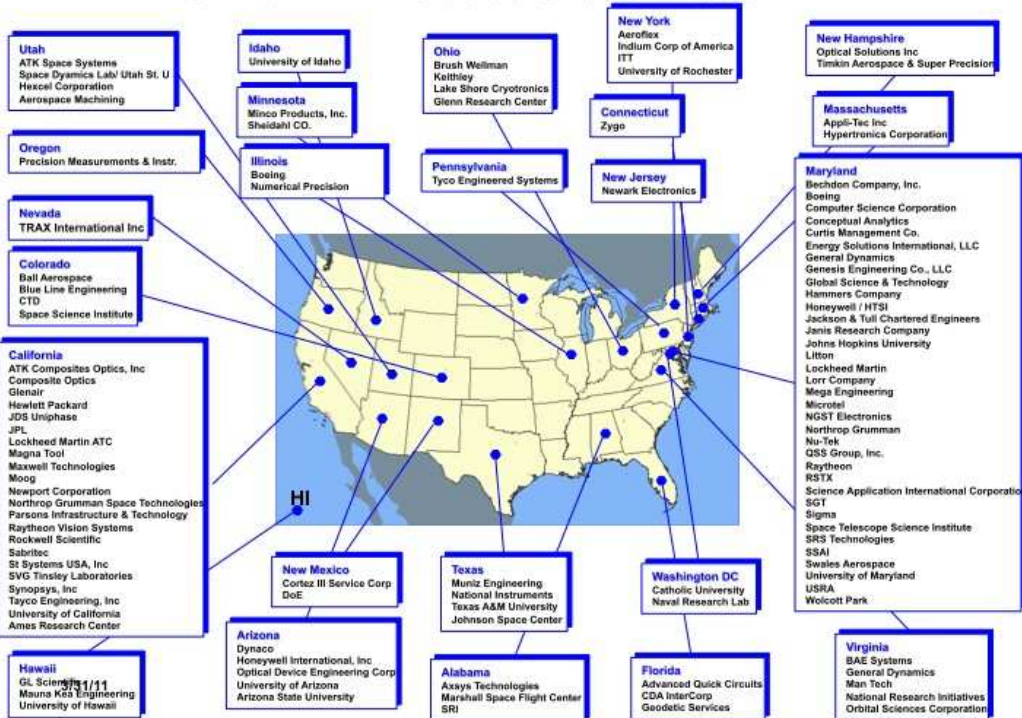 Utah
ATK Space Systems
Space Dyamics Lab/ Utah St. U
Hexcel Corporation
Aerospace Machining
Idaho
University of Idaho
Minnesota
Minco Products, Inc.
Sheidahl CO.
Illinois
Boeing
Numerical Precision
Ohio
Brush Wellman
Keithley
Lake Shore Cryotronics
Glenn Research Center
Pennsylvania
Tyco Engineered Systems
New York
Aeroflex
Indium Corp of America
ITT
University of Rochester
Connecticut
Zygo
New Jersey
Newark Electronics
New Hampshire
Optical Solutions Inc
Timkin Aerospace & Super Precision
Massachusetts
Appli-Tec Inc
Hypertronics Corporation
Oregon
Precision Measurements & Instr.
Nevada
TRAX International Inc
Colorado
Ball Aerospace
Blue Line Engineering
CTD
Space Science Institute
California
ATK Composites Optics, Inc
Composite Optics
Glenair
Hewlett Packard
JDS Uniphase
JPL
Lockheed Martin ATC
Magna Tool
Maxwell Technologies
Moog
Newport Corporation
Northrop Grumman Space Technologies
Parsons Infrastructure & Technology
Raytheon Vision Systems
Rockwell Scientific
Sabritec
St Systems USA, Inc
SVG Tinsley Laboratories
Synopsys, Inc
Tayco Engineering, Inc
University of California
Ames Research Center
HI
Maryland
Bechdon Company, Inc.
Boeing
Computer Science Corporation
Conceptual Analytics
Curtis Management Co.
Energy Solutions International, LLC
General Dynamics
Genesis Engineering Co., LLC
Global Science & Technology
Hammers Company
Honeywell / HTSI
Jackson & Tull Chartered Engineers
Janis Research Company
Johns Hopkins University
Litton
Lockheed Martin
Lorr Company
Mega Engineering
Microtel
NGST Electronics
Northrop Grumman
Nu-Tek
QSS Group, Inc.
Raytheon
RSTX
Science Application International Corporatio
SGT
Sigma
Space Telescope Science Institute
SRS Technologies
SSAI
Swales Aerospace
University of Maryland
USRA
Wolcott Park
Hawaii
GL
Mauna Kea Engineering
University of Hawaii
3/31/11
New Mexico
Cortez III Service Corp
DoE
Arizona
Dynaco
Honeywell International, Inc
Optical Device Engineering Corp
University of Arizona
Arizona State University
Texas
Muniz Engineering
National Instruments
Texas A&M University
Johnson Space Center
Alabama
Axsys Technologies
Marshall Space Flight Center
SRI
Washington DC
Catholic University
Naval Research Lab
Florida
Advanced Quick Circuits
CDA InterCorp
Geodetic Services
Virginia
BAE Systems
General Dynamics
Man Tech
National Research Initiatives
Orbital Sciences Corporation